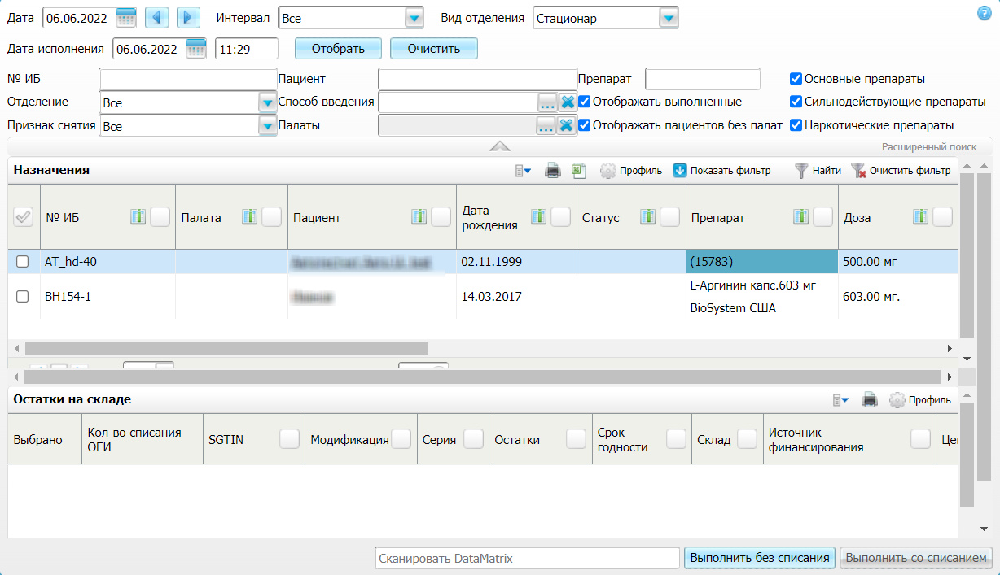 Дата 06.06.2022 Интервал Все Вид отделения Стационар
Дата исполнения 06.06.2022 11:29 Отобрать Очистить
№ ИБ Пациент Препарат Основные препараты
Отделение Все Способ введения ... Отображать выполненные Сильнодействующие препараты
Признак снятия Все Палаты ... Отображать пациентов без палат Наркотические препараты
Расширенный поиск
Назначения Профиль Показать фильтр Найти Очистить фильтр
№ ИБ Палата Пациент Дата рождения Статус Препарат Доза
AT_hd-40 02.11.1999 (15783) 500.00 мг
ВН154-1 14.03.2017 L-Аргинин капс.603 мг BioSystem США 603.00 мг.
Остатки на складе Профиль
Выбрано Кол-во списания ОЕИ SGTIN Модификация Серия Остатки Срок годности Склад Источник финансирования Це
Сканировать DataMatrix Выполнить без списания Выполнить со списанием